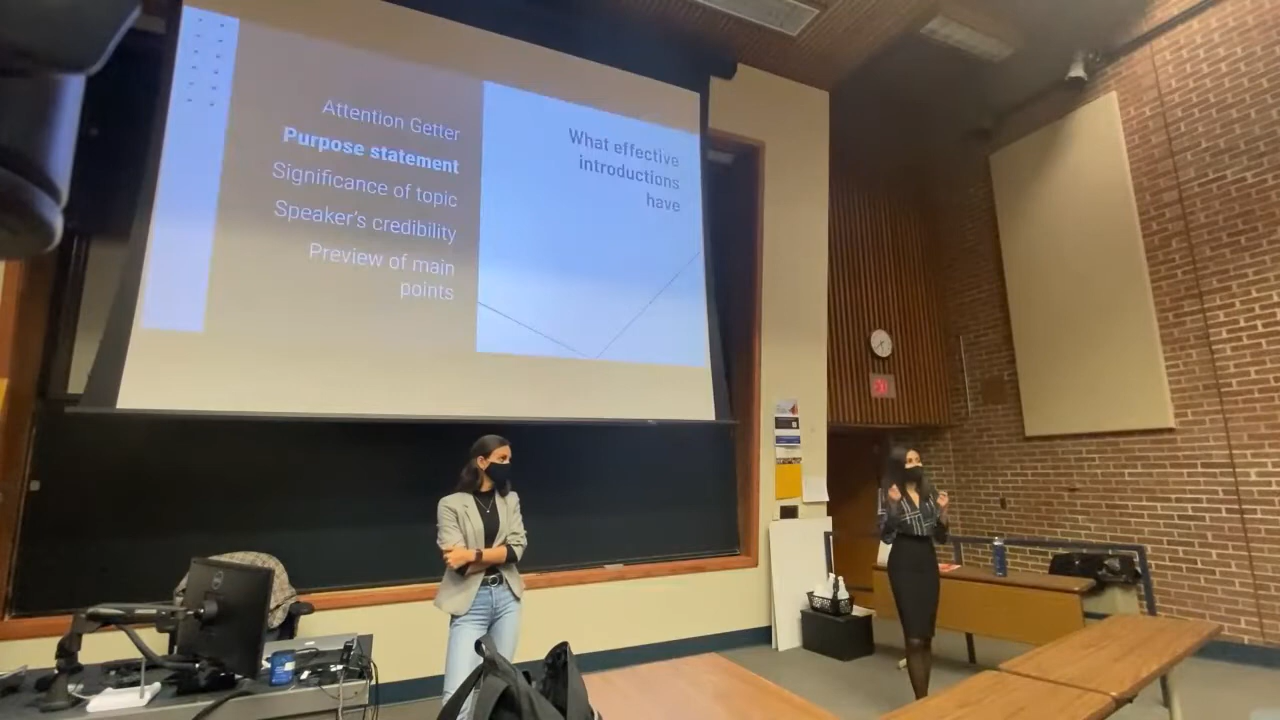 Attention Getter
Purpose statement
Significance of topic
Speaker's credibility
Preview of main
points
What effective
introductions
have